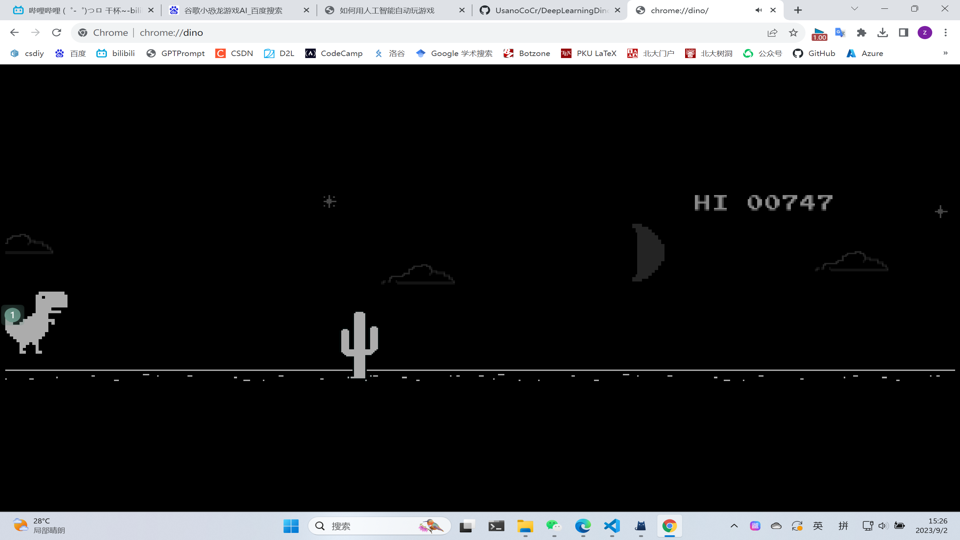 哔哩哔哩 (゜-゜)つロ 干杯~-bili
谷歌小恐龙游戏AI_百度搜索
如何用人工智能自动玩游戏
UsanoCoCr/DeepLearningDino
chrome://dino/
Chrome | chrome://dino
1.00
z
csdiy
百度
bilibili
GPTPrompt
CSDN
D2L
CodeCamp
洛谷
Google 学术搜索
Botzone
PKU LaTeX
北大门户
北大树洞
公众号
GitHub
Azure
»
HI 00747
1
28°C
局部晴朗
搜索
英
拼
15:26
2023/9/2